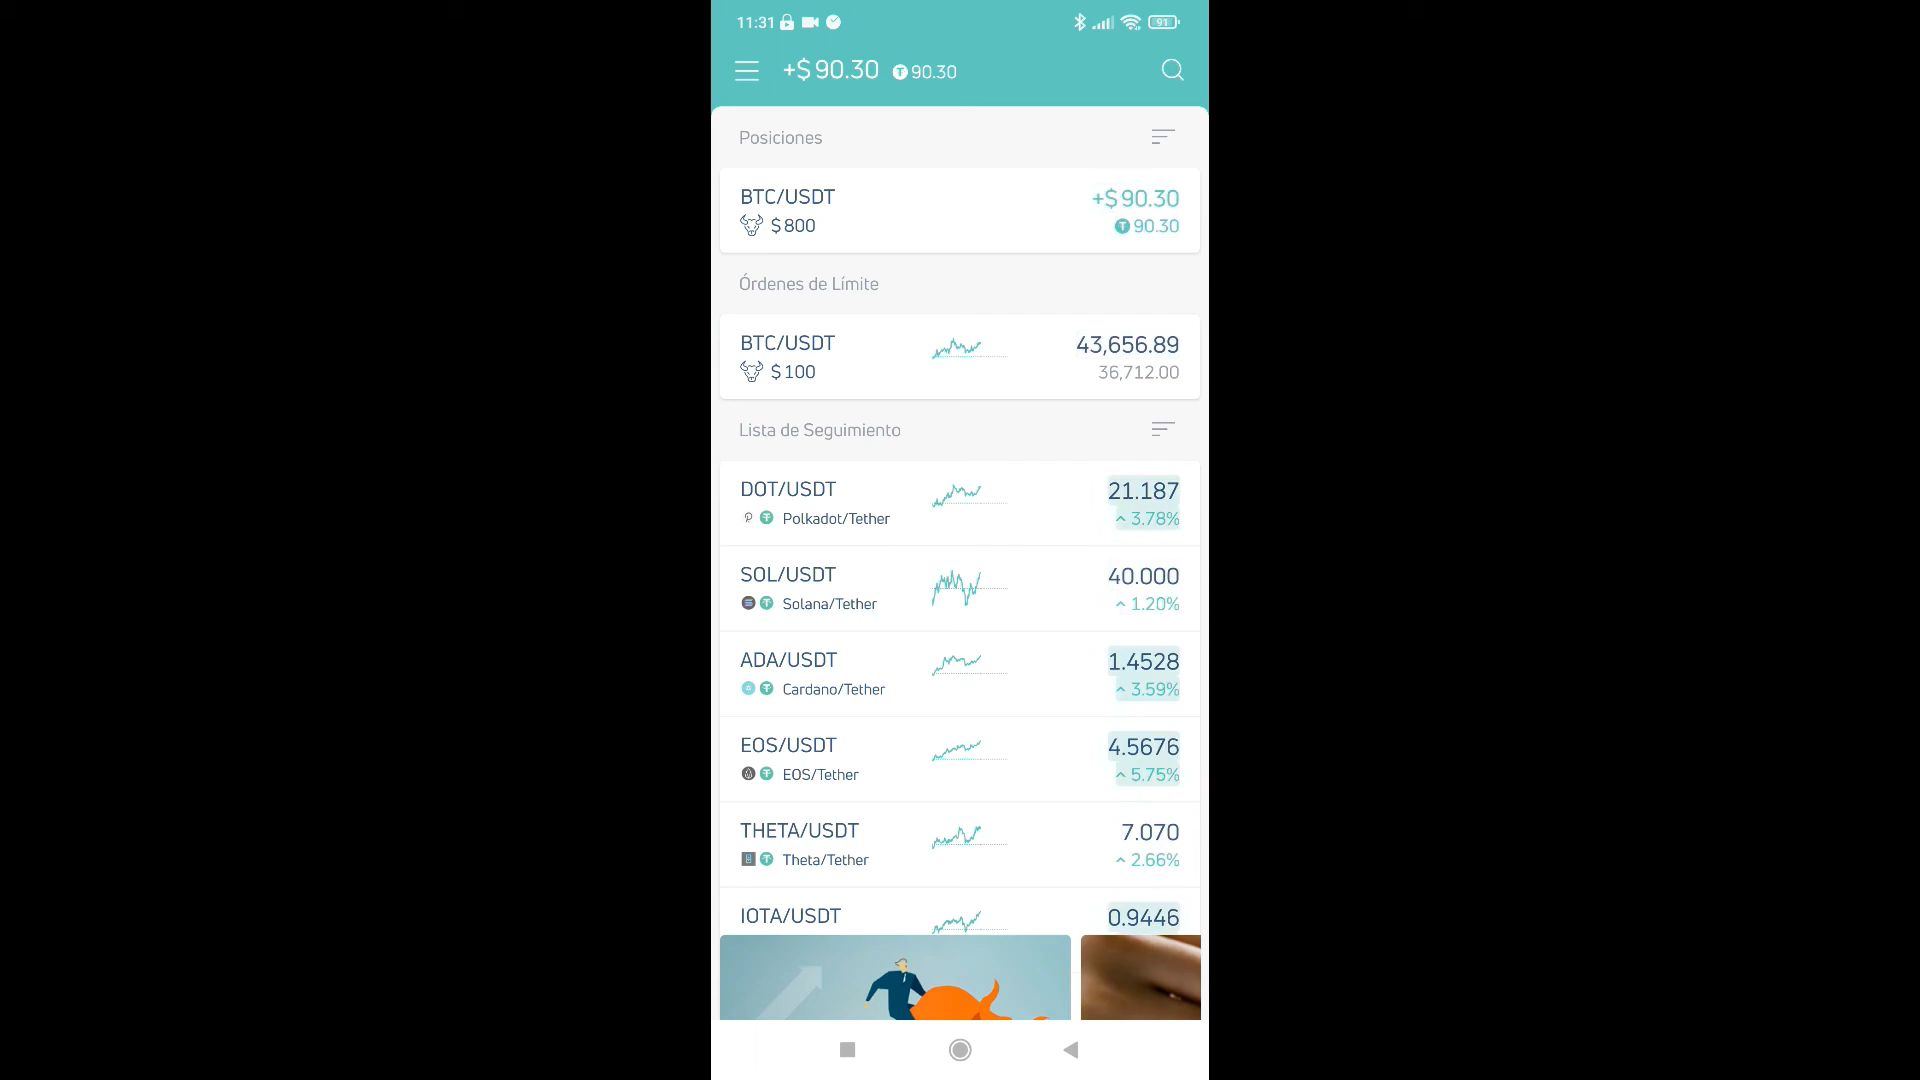 11:31 91
+$ 90.30 90.30
Posiciones
BTC/USDT +$ 90.30
$ 800 90.30
Órdenes de Límite
BTC/USDT 43,656.89
$ 100 36,712.00
Lista de Seguimiento
DOT/USDT 21.187
Polkadot/Tether 3.78%
SOL/USDT 40.000
Solana/Tether 1.20%
ADA/USDT 1.4528
Cardano/Tether 3.59%
EOS/USDT 4.5676
EOS/Tether 5.75%
THETA/USDT 7.070
Theta/Tether 2.66%
IOTA/USDT 0.9446